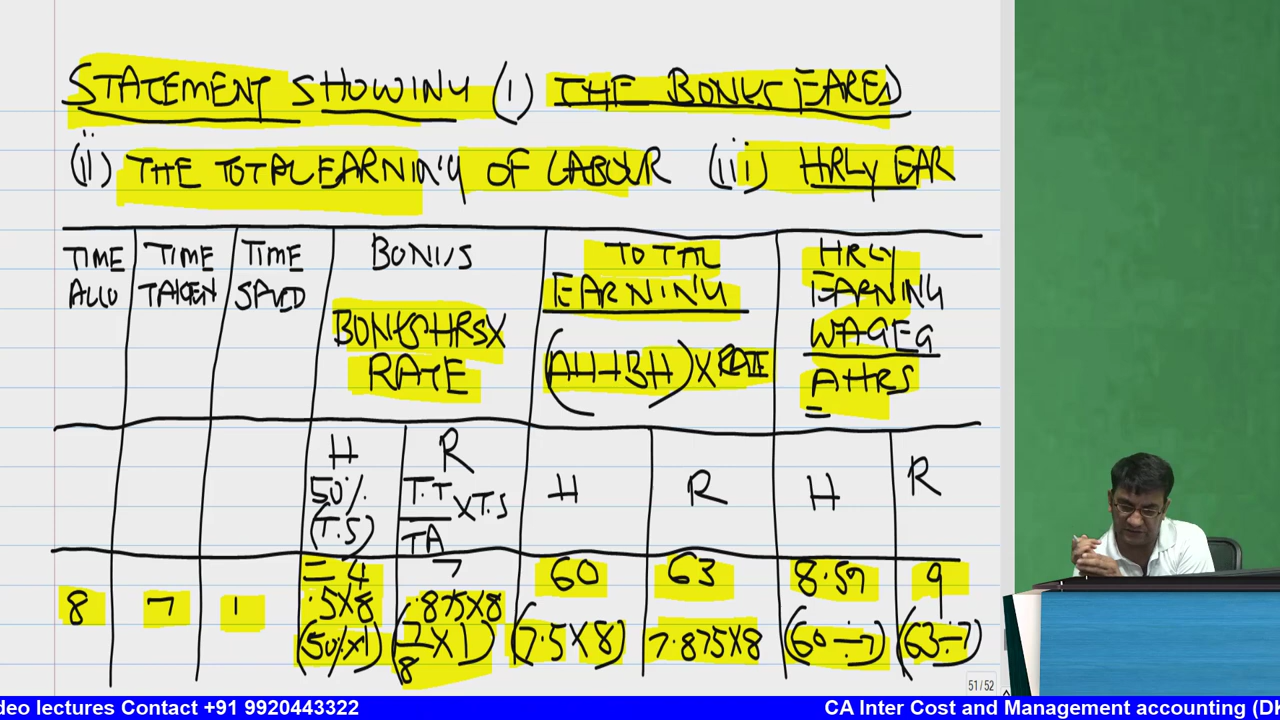 STATEMENT SHOWING (i) THE BONUS EARED
(ii) THE TOTAL EARNING OF LABOUR (iii) HRLY EAR
TIME ALLO
TIME TAKEN
TIME SAVED
BONUS
BONUS HRS X RATE
TOTAL EARNING
(AH+BH) X RATE
HRLY EARNING
WAGES
AHRS
H
50%
(T.S)
R
T.T
TA
X T.S
H
R
H
R
8
7
1
= 4
.5X8
(50%X1)
7
.875X8
(7/8 X 1)
60
(7.5X8)
63
7.875X8
8.57
(60÷7)
9
(63÷7)
51/52
deo lectures Contact +91 9920443322
CA Inter Cost and Management accounting (D